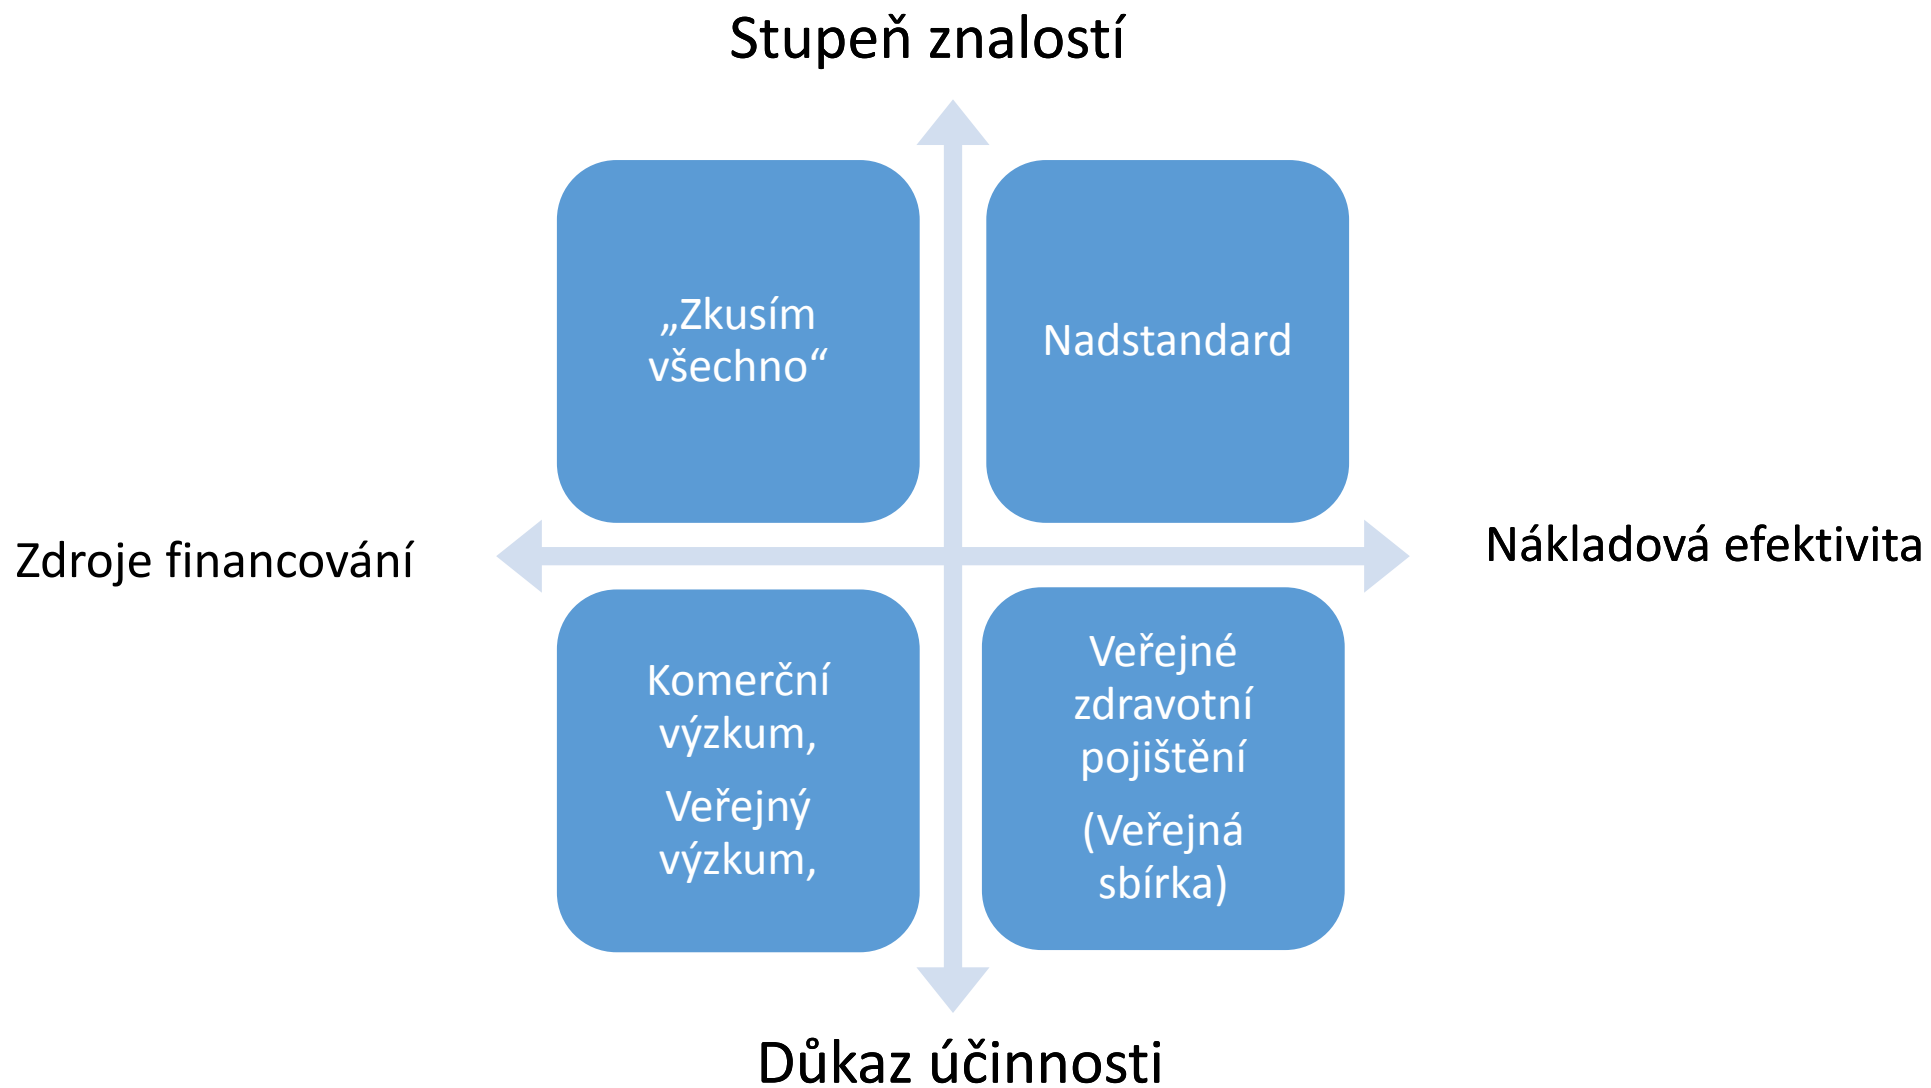 Stupeň znalostí
„Zkusím
všechno“
Nadstandard
Zdroje financování
Nákladová efektivita
Komerční
výzkum,
Veřejný
výzkum,
Veřejné
zdravotní
pojištění
(Veřejná
sbírka)
Důkaz účinnosti